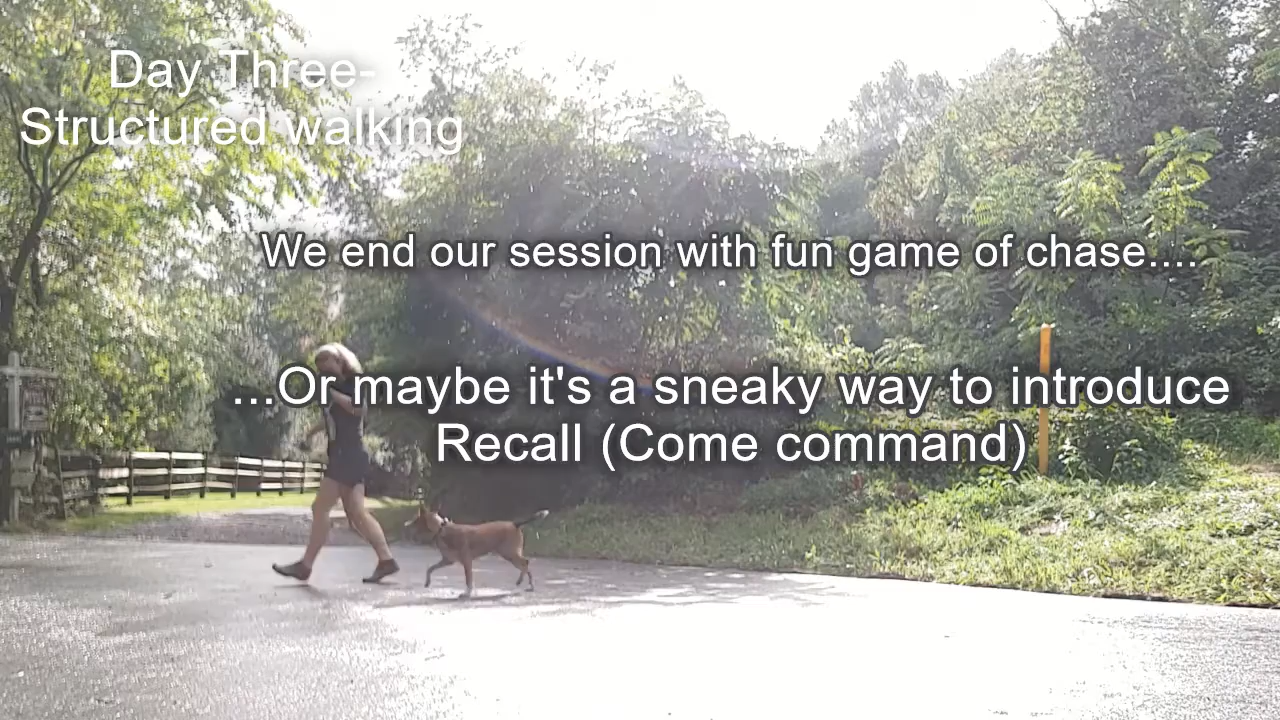 Day Three-
Structured walking
We end our session with fun game of chase....
...Or maybe it's a sneaky way to introduce
Recall (Come command)